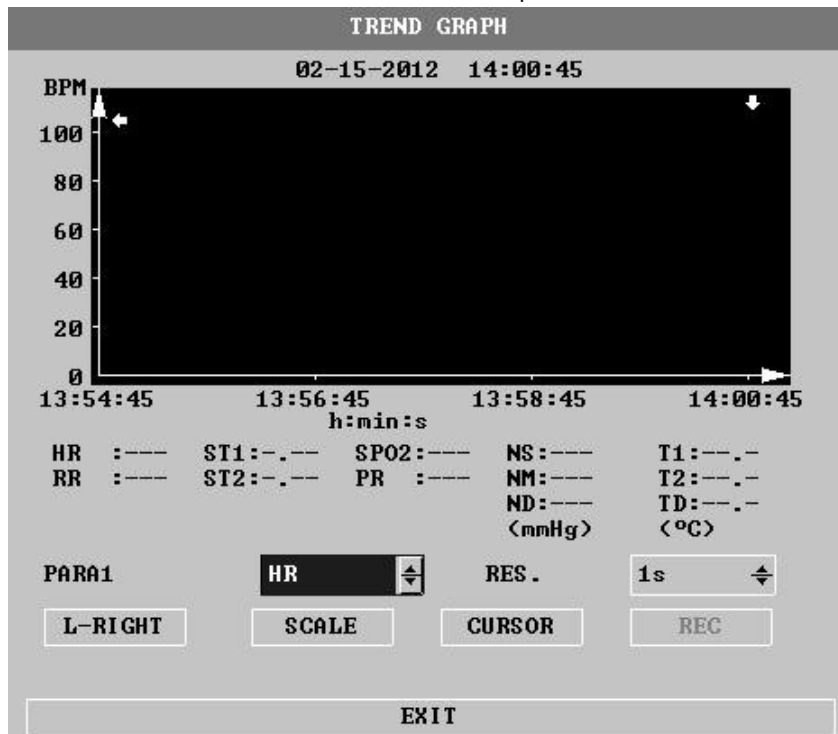 TREND GRAPH
02-15-2012 14:00:45
BPM
100
80
60
40
20
0
13:54:45 13:56:45 13:58:45 14:00:45
h:min:s
HR :--- ST1:-.-- SPO2:--- NS:--- T1:--.-
RR :--- ST2:-.-- PR :--- NM:--- T2:--.-
ND:--- TD:--.-
(mmHg) (ºC)
PARA1 HR RES. 1s
L-RIGHT SCALE CURSOR REC
EXIT